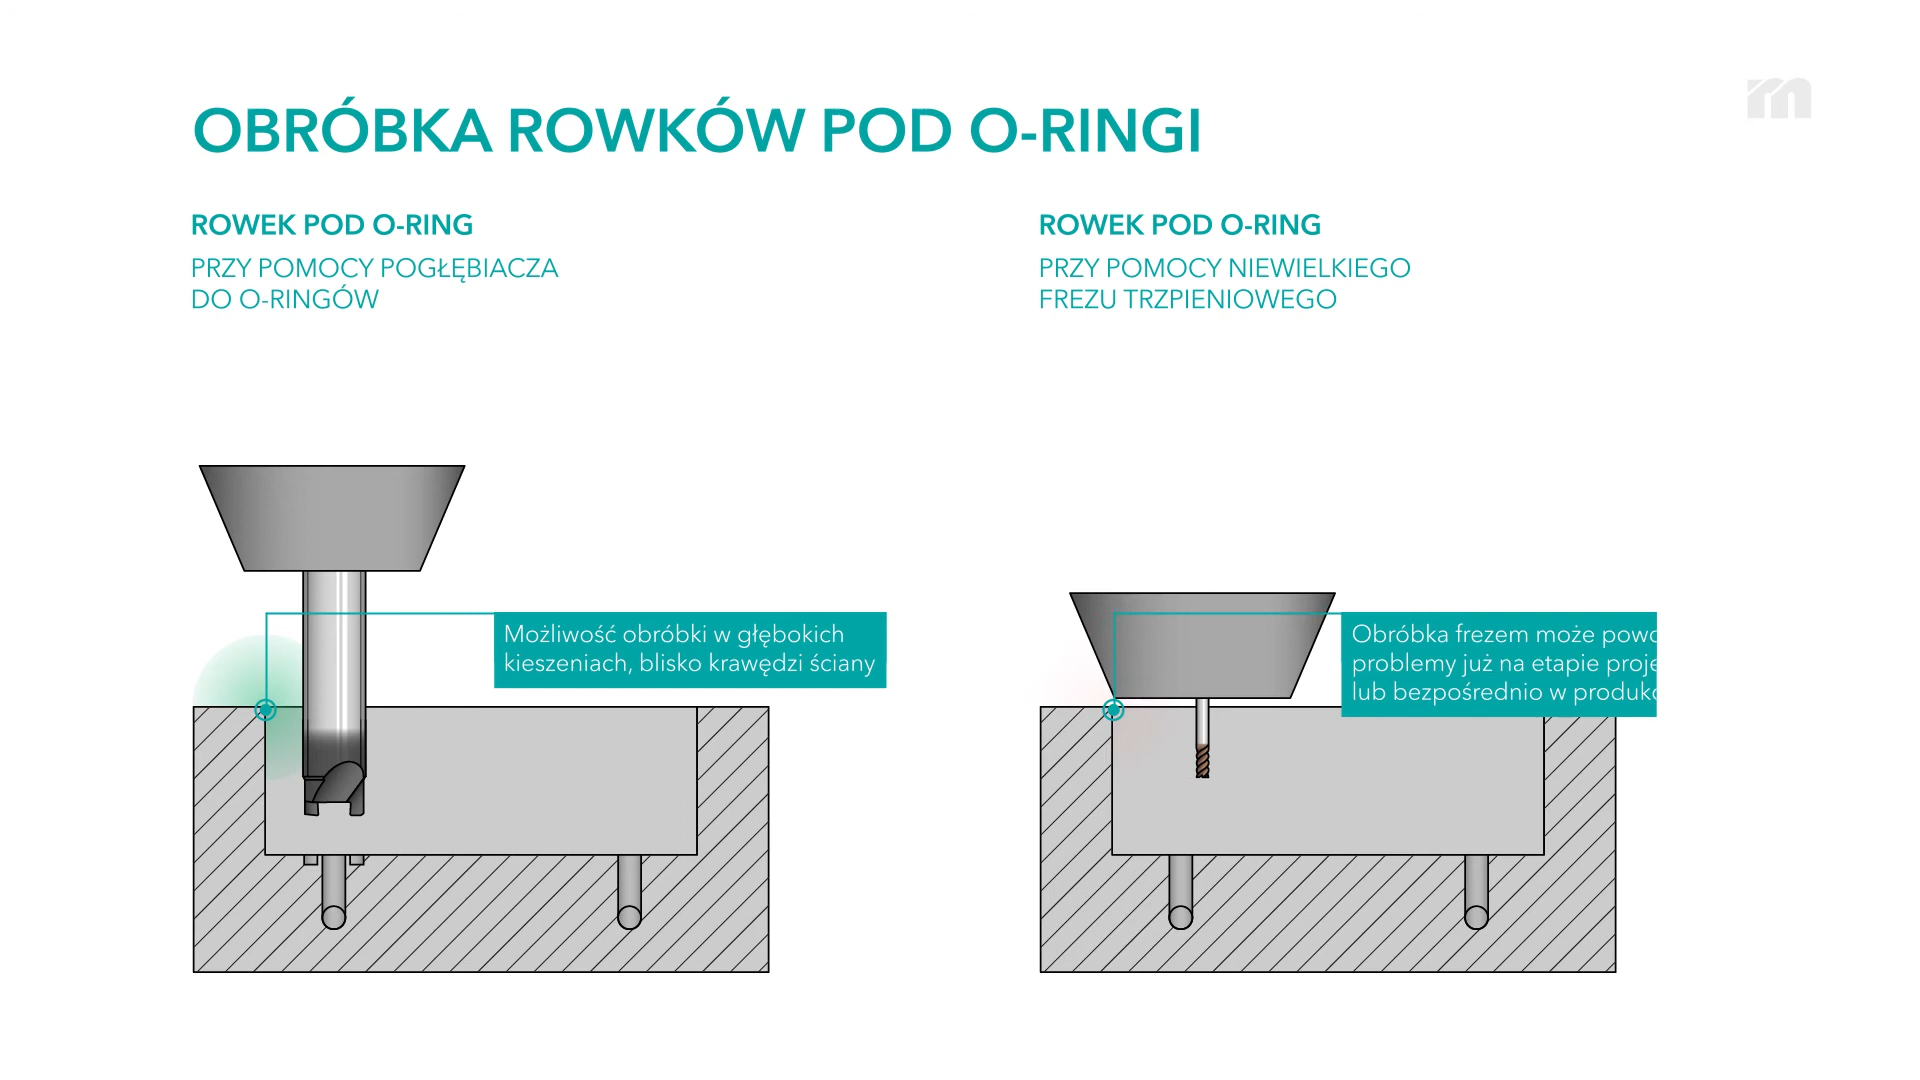 OBRÓBKA ROWKÓW POD O-RINGI
ROWEK POD O-RING
PRZY POMOCY POGŁĘBIACZA
DO O-RINGÓW
ROWEK POD O-RING
PRZY POMOCY NIEWIELKIEGO
FREZU TRZPIENIOWEGO
Możliwość obróbki w głębokich
kieszeniach, blisko krawędzi ściany
Obróbka frezem może
problemy już na etapie
lub bezpośrednio w